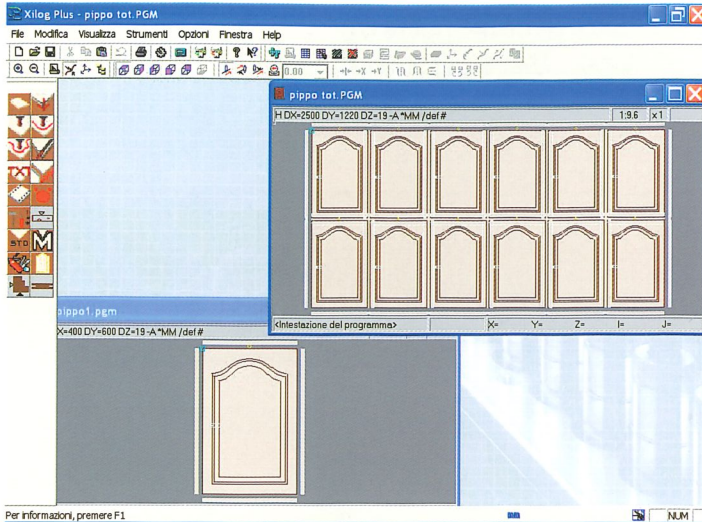 Xilog Plus - pippo tot.PGM
File Modifica Visualizza Strumenti Opzioni Finestra Help
0.00
pippo tot.PGM
H DX=2500 DY=1220 DZ=19 -A *MM /def # 1:9.6 x 1
STD M
<Intestazione del programma> X= Y= Z= I= J=
pippo1.pgm
X=400 DY=600 DZ=19 -A *MM /def #
Per informazioni, premere F1 mm NUM